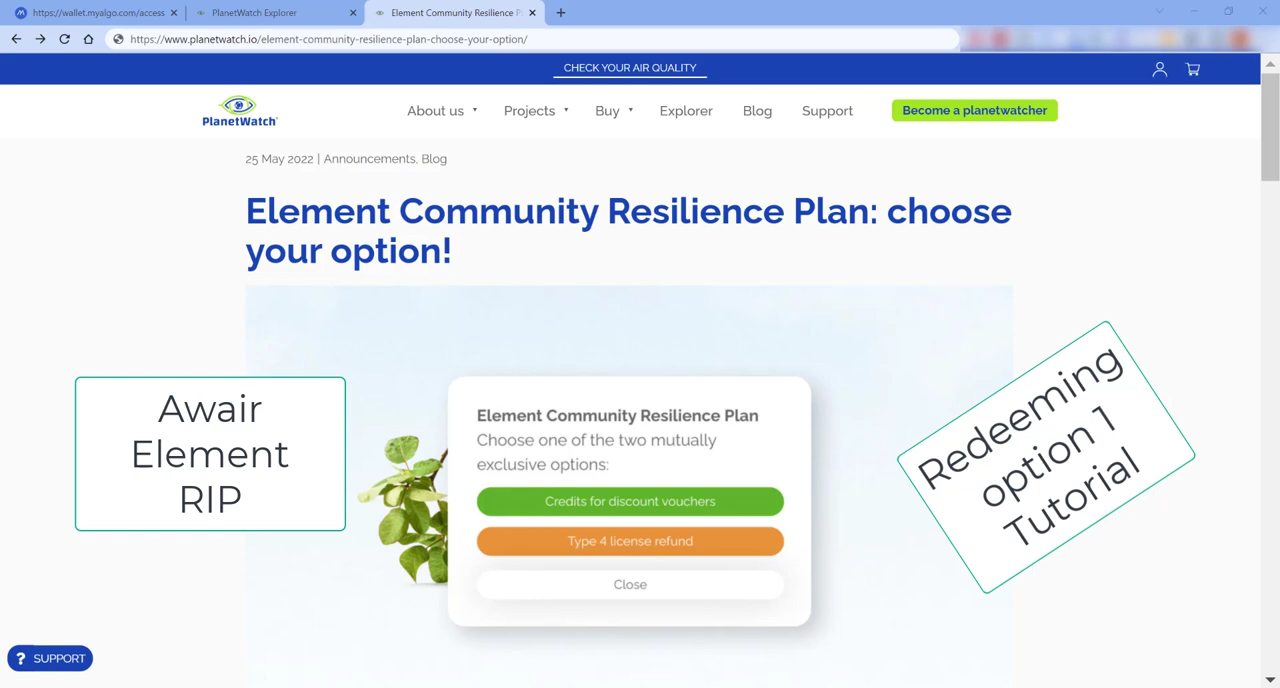 https://wallet.myalgo.com/access
PlanetWatch Explorer
Element Community Resilience P
https://www.planetwatch.io/element-community-resilience-plan-choose-your-option/
CHECK YOUR AIR QUALITY
PlanetWatch
About us
Projects
Buy
Explorer
Blog
Support
Become a planetwatcher
25 May 2022 | Announcements, Blog
Element Community Resilience Plan: choose
your option!
Awair
Element
RIP
Element Community Resilience Plan
Choose one of the two mutually
exclusive options:
Credits for discount vouchers
Type 4 license refund
Close
Redeeming
option 1
Tutorial
? SUPPORT